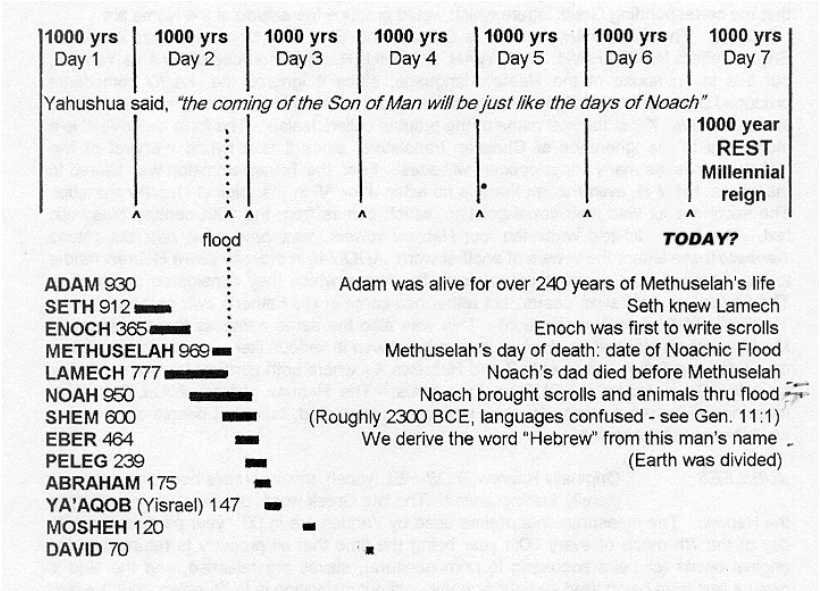 1000 yrs 1000 yrs 1000 yrs 1000 yrs 1000 yrs 1000 yrs 1000 yrs
Day 1 Day 2 Day 3 Day 4 Day 5 Day 6 Day 7
Yahushua said, "the coming of the Son of Man will be just like the days of Noach"
1000 year
REST
Millennial
reign
flood
TODAY?
ADAM 930 Adam was alive for over 240 years of Methuselah's life
SETH 912 Seth knew Lamech
ENOCH 365 Enoch was first to write scrolls
METHUSELAH 969 Methuselah's day of death: date of Noachic Flood
LAMECH 777 Noach's dad died before Methuselah
NOAH 950 Noach brought scrolls and animals thru flood
SHEM 600 (Roughly 2300 BCE, languages confused - see Gen. 11:1)
EBER 464 We derive the word "Hebrew" from this man's name
PELEG 239 (Earth was divided)
ABRAHAM 175
YA'AQOB (Yisrael) 147
MOSHEH 120
DAVID 70